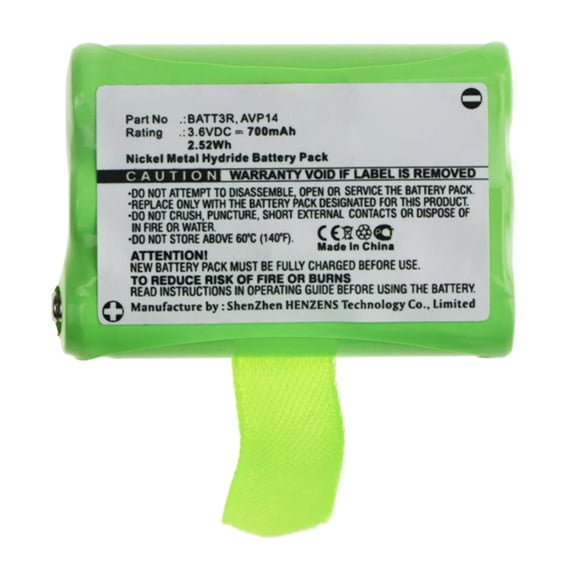 Part No .: BATT3R, AVP14
Rating .: 3.6VDC ⎓ 700mAh
2.52Wh
Nickel Metal Hydride Battery Pack
CAUTION WARRANTY VOID IF LABEL IS REMOVED
•DO NOT ATTEMPT TO DISASSEMBLE, OPEN OR SERVICE THE BATTERY PACK.
•REPLACE ONLY WITH THE BATTERY PACK DESIGNATED FOR THIS PRODUCT.
•DO NOT CRUSH, PUNCTURE, SHORT EXTERNAL CONTACTS OR DISPOSE OF
IN FIRE OR WATER.
•DO NOT STORE ABOVE 60°C (140°F).
CE
Made In China
ATTENTION!
NEW BATTERY PACK MUST BE FULLY CHARGED BEFORE USE.
TO REDUCE RISK OF FIRE OR BURNS
READ INSTRUCTIONS IN OPERATING GUIDE BEFORE USING THE BATTERY.
Manufacture by : ShenZhen HENZENS Technology Co., Limited